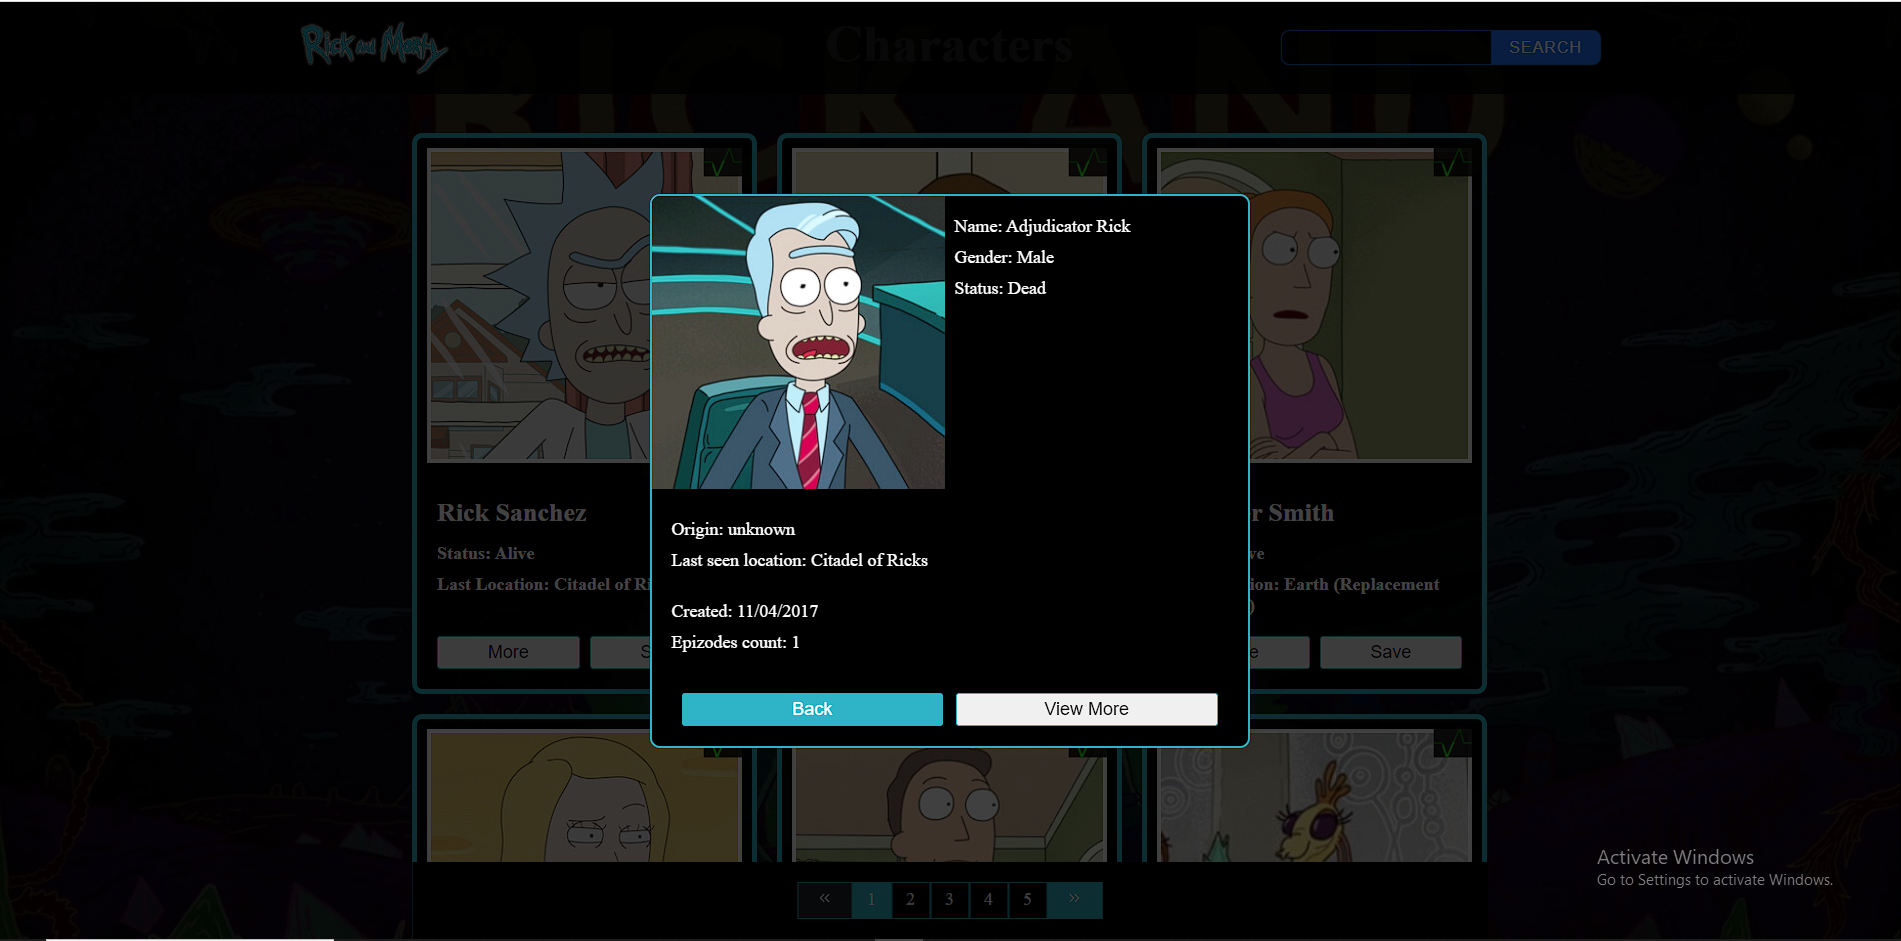 Rick and Morty
Characters
SEARCH
RICK AND
Name: Adjudicator Rick
Gender: Male
Status: Dead
Origin: unknown
Last seen location: Citadel of Ricks
Created: 11/04/2017
Epizodes count: 1
Back
View More
Rick Sanchez
Status: Alive
Last Location: Citadel of Ri
More
S
r Smith
ve
ion: Earth (Replacement
)
e
Save
« 1 2 3 4 5 »
Activate Windows
Go to Settings to activate Windows.